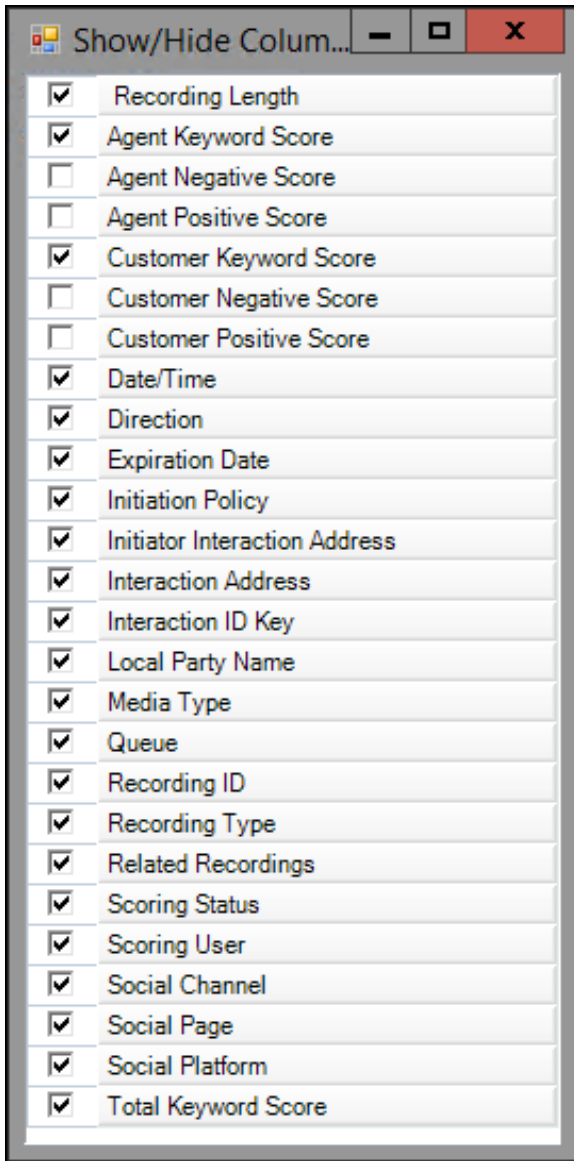 Show/Hide Colum...
Recording Length
Agent Keyword Score
Agent Negative Score
Agent Positive Score
Customer Keyword Score
Customer Negative Score
Customer Positive Score
Date/Time
Direction
Expiration Date
Initiation Policy
Initiator Interaction Address
Interaction Address
Interaction ID Key
Local Party Name
Media Type
Queue
Recording ID
Recording Type
Related Recordings
Scoring Status
Scoring User
Social Channel
Social Page
Social Platform
Total Keyword Score